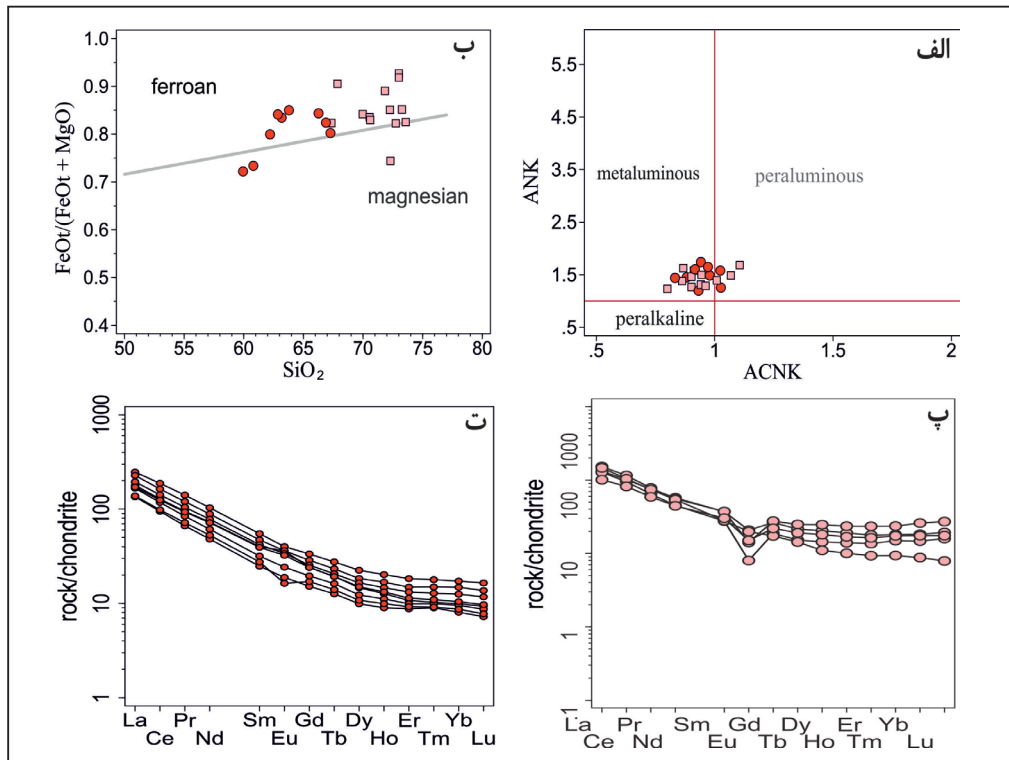 ب
1.0
0.9
0.8
0.7
0.6
0.5
0.4
FeOt/(FeOt + MgO)
ferroan
magnesian
50 60 70 80
SiO₂
الف
5.5
4.5
3.5
2.5
1.5
.5
ANK
metaluminous
peraluminous
peralkaline
.5 1 1.5 2
ACNK
ت
1000
100
10
1
rock/chondrite
La Pr Sm Gd Dy Er Yb
Ce Nd Eu Tb Ho Tm Lu
پ
1000
100
10
1
.1
rock/chondrite
La Pr Sm Gd Dy Er Yb
Ce Nd Eu Tb Ho Tm Lu